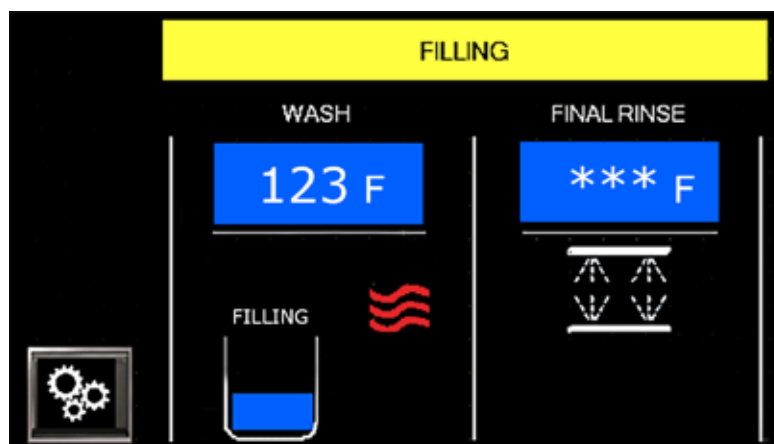 FILLING
WASH
FINAL RINSE
123 F
*** F
FILLING